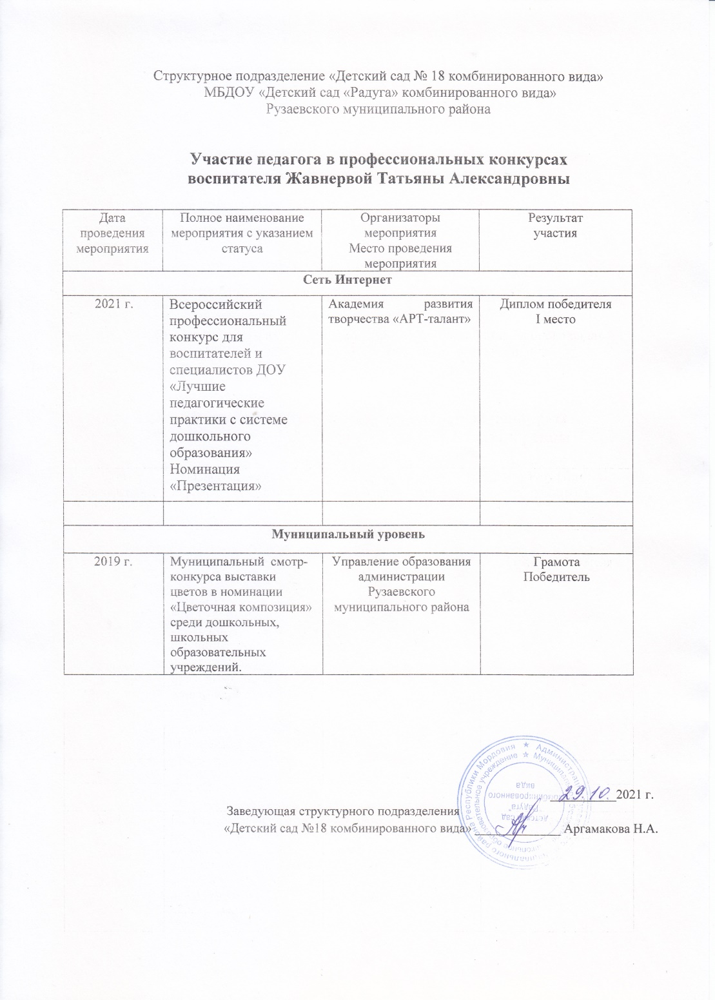 Структурное подразделение «Детский сад № 18 комбинированного вида»
МБДОУ «Детский сад «Радуга» комбинированного вида»
Рузаевского муниципального района
Участие педагога в профессиональных конкурсах
воспитателя Жавнервой Татьяны Александровны
Дата
проведения
мероприятия
Полное наименование
мероприятия с указанием
статуса
Организаторы
мероприятия
Место проведения
мероприятия
Результат
участия
Сеть Интернет
2021 г.
Всероссийский
профессиональный
конкурс для
воспитателей и
специалистов ДОУ
«Лучшие
педагогические
практики с системе
дошкольного
образования»
Номинация
«Презентация»
Академия развития
творчества «АРТ-талант»
Диплом победителя
I место
Муниципальный уровень
2019 г.
Муниципальный смотр-
конкурса выставки
цветов в номинации
«Цветочная композиция»
среди дошкольных,
школьных
образовательных
учреждений.
Управление образования
администрации
Рузаевского
муниципального района
Грамота
Победитель
29.10. 2021 г.
Заведующая структурного подразделения
«Детский сад №18 комбинированного вида» Аргамакова Н.А.
района Республики Мордовия ★
образовательное учреждение ★
детский сад
"Радуга"
вида